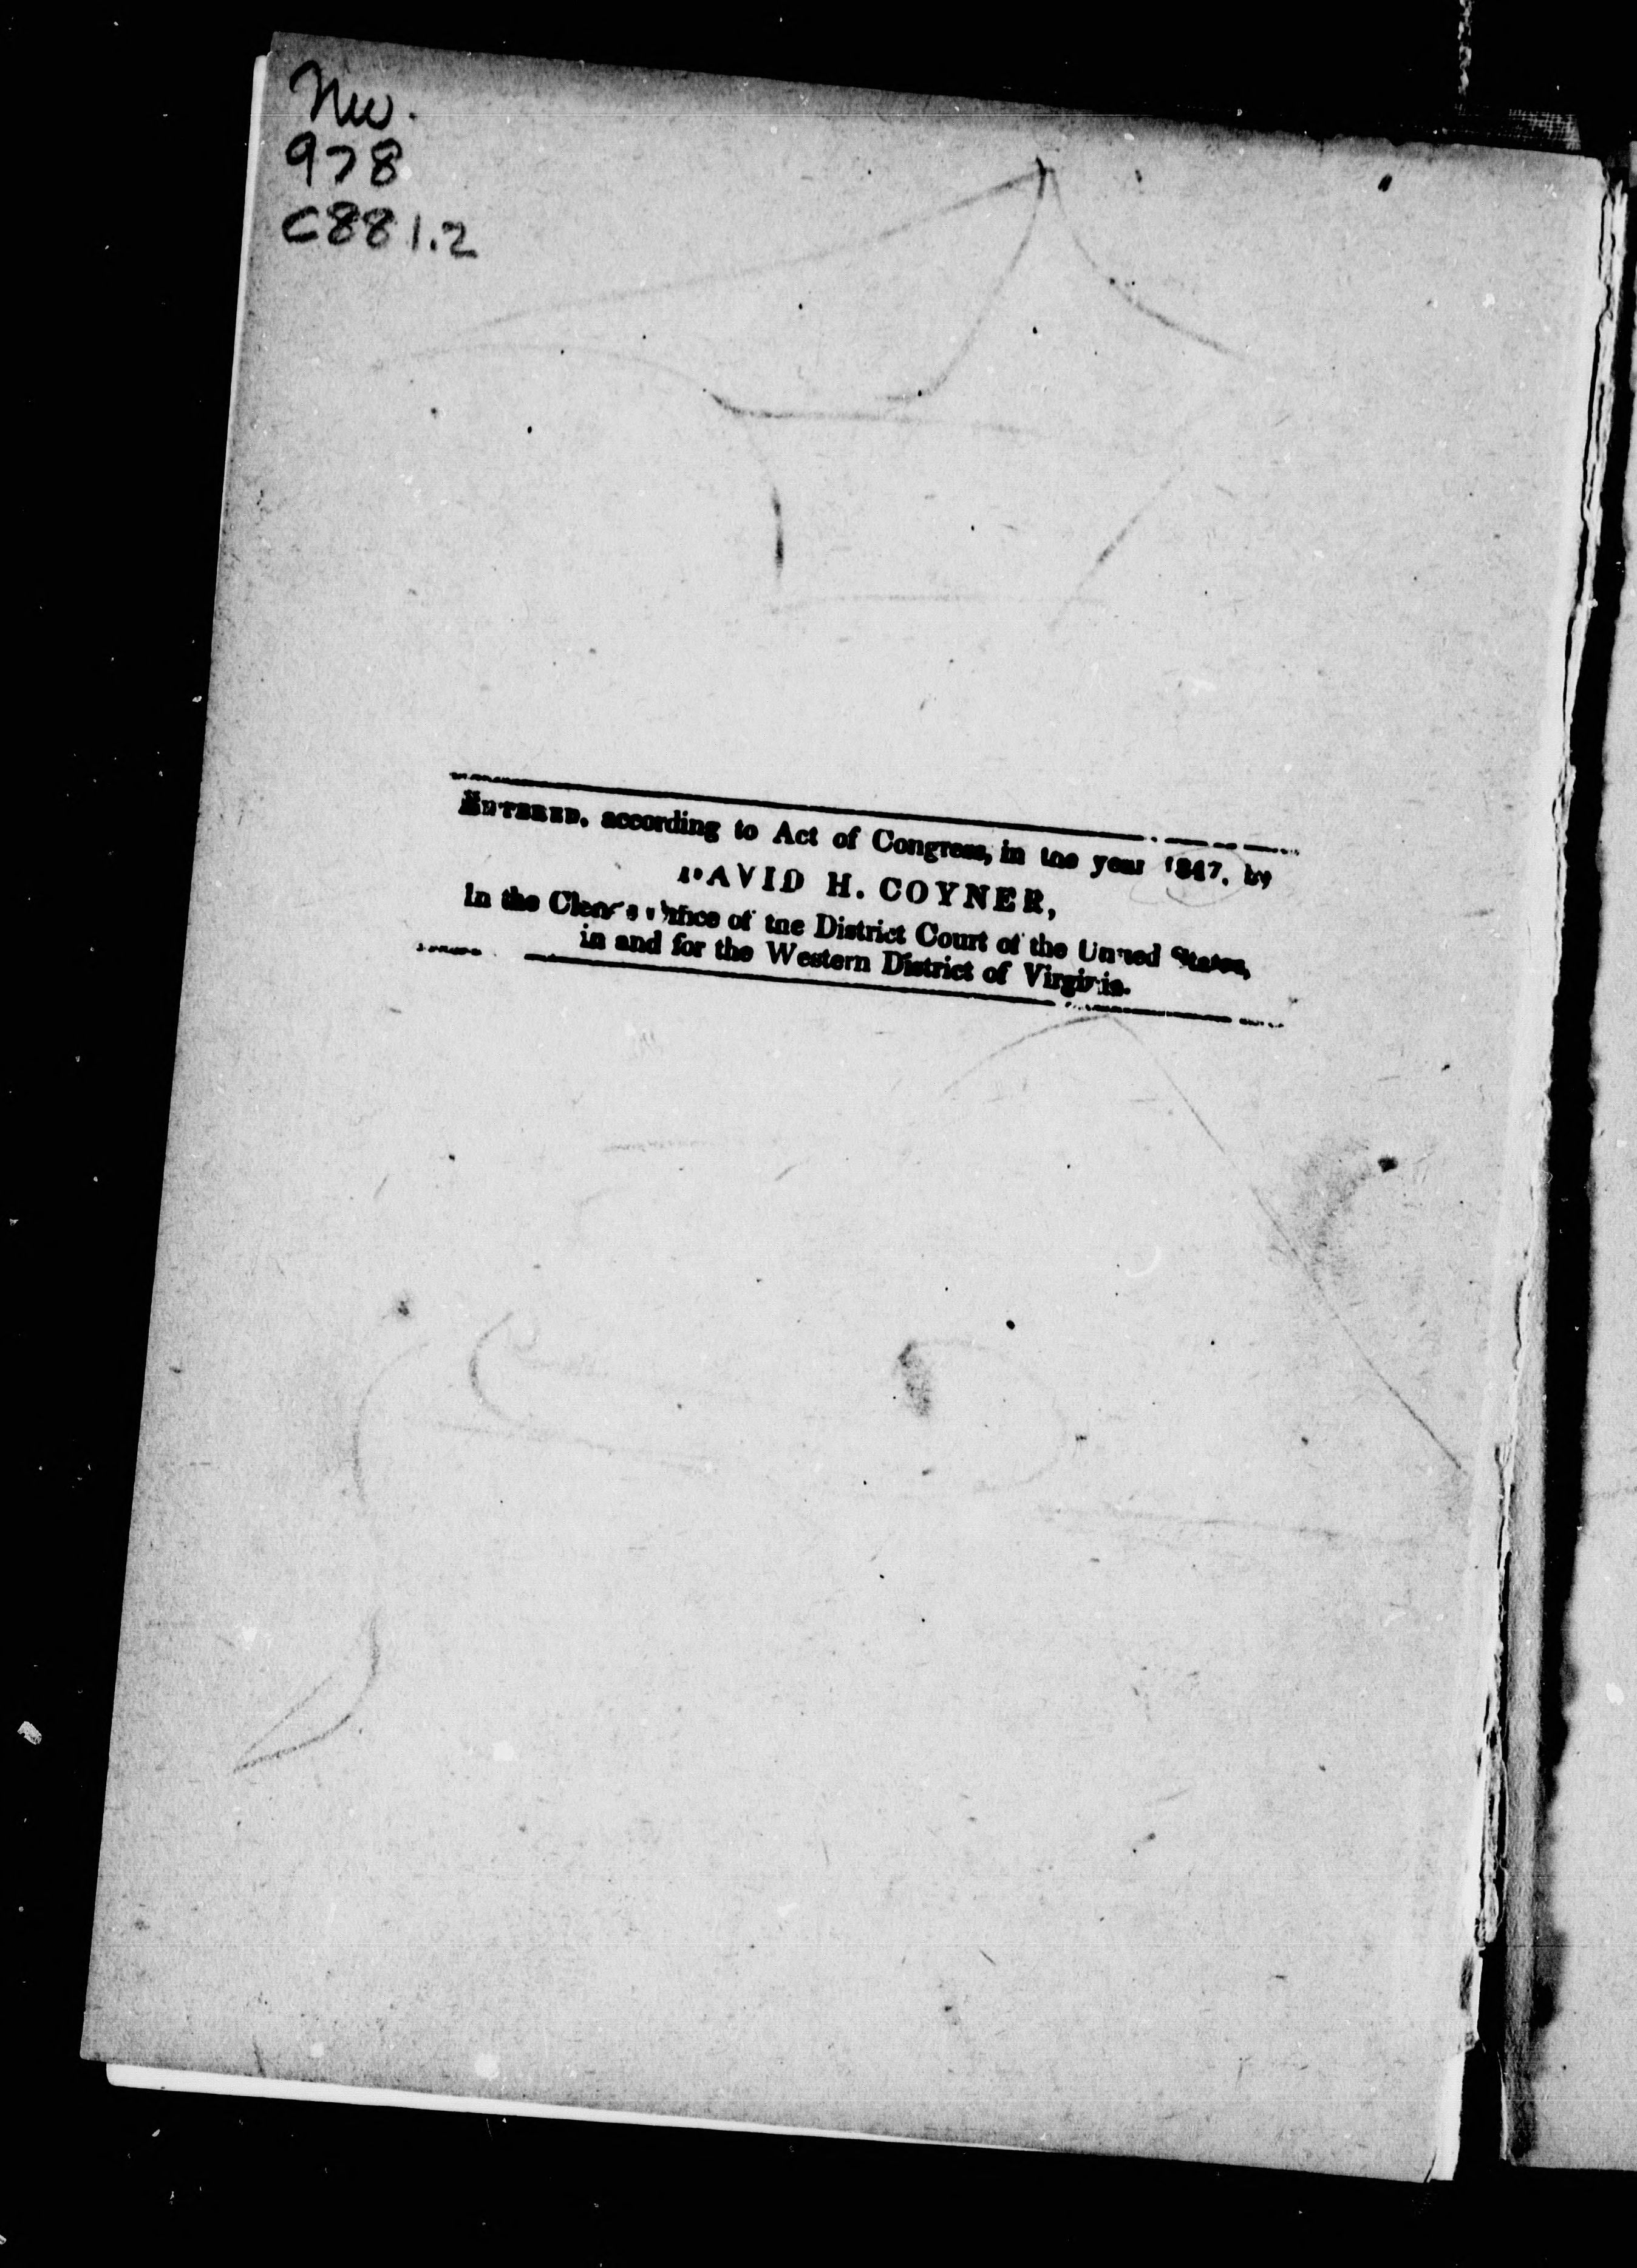 NW.
978
C881.2
ENTERED, according to Act of Congress, in the year 1847, by
DAVID H. COYNER,
In the Clerk's Office of the District Court of the United States,
in and for the Western District of Virginia.